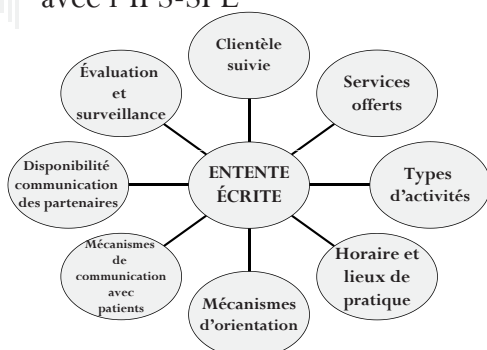 avec l'IPS-SPL
Clientèle
suivie
Services
offerts
Types
d'activités
Horaire et
lieux de
pratique
Mécanismes
d'orientation
Mécanismes
de
communication
avec
patients
Disponibilité
communication
des partenaires
Évaluation
et
surveillance
ENTENTE
ÉCRITE